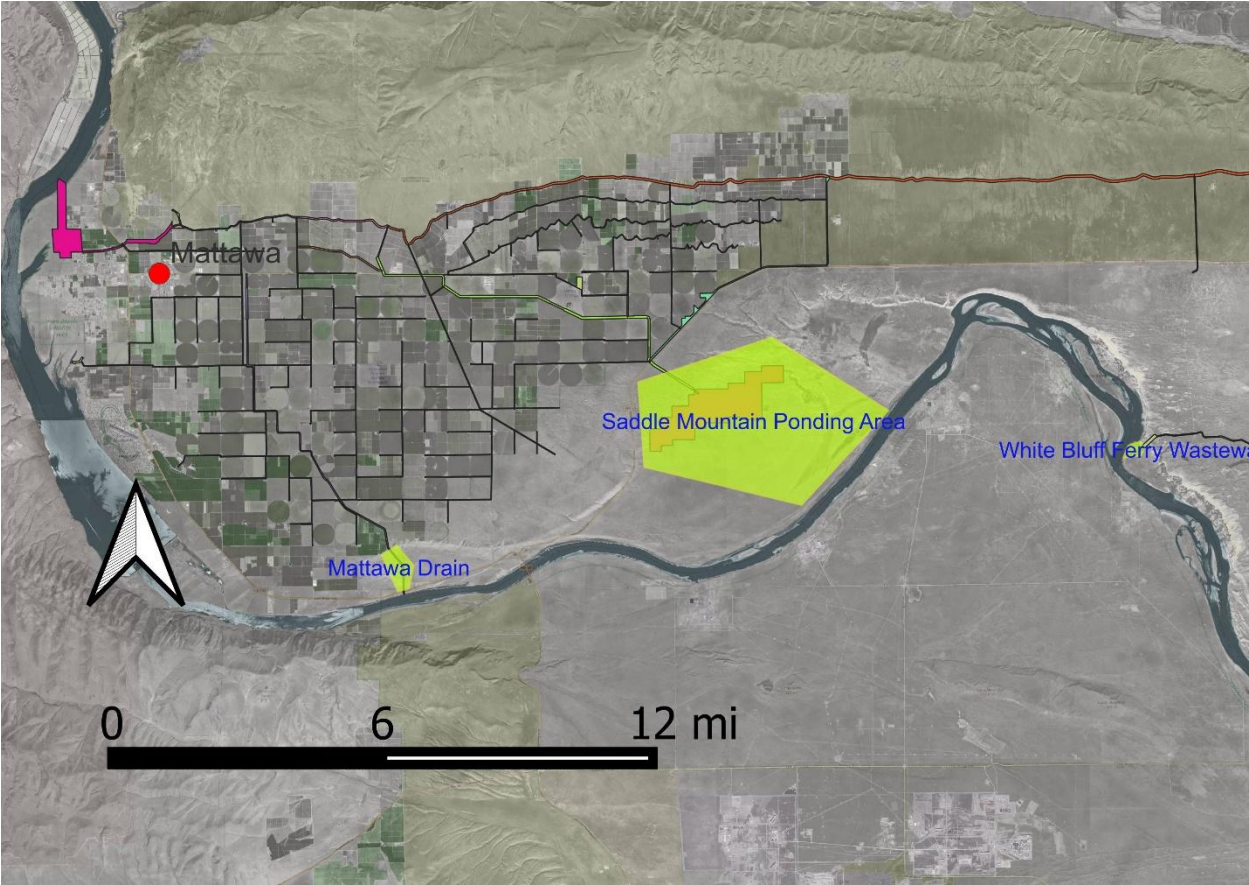 Mattawa
Saddle Mountain Ponding Area
White Bluff Ferry Wastewa
Mattawa Drain
0 6 12 mi